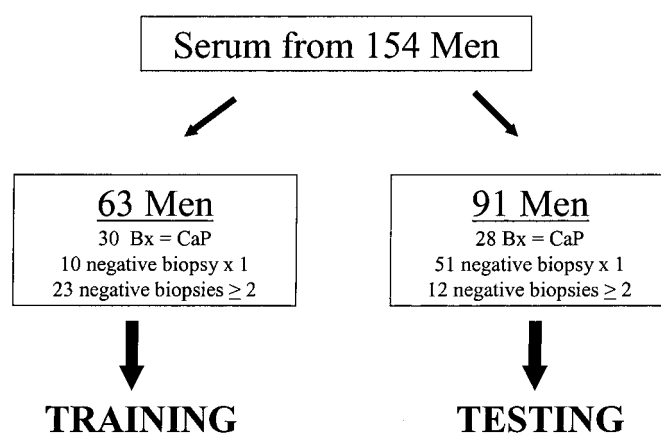 Serum from 154 Men
63 Men
30 Bx = CaP
10 negative biopsy x 1
23 negative biopsies ≥ 2
TRAINING
91 Men
28 Bx = CaP
51 negative biopsy x 1
12 negative biopsies ≥ 2
TESTING